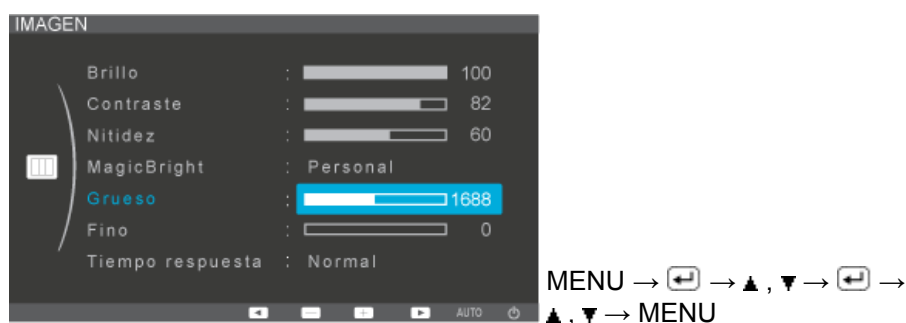 IMAGEN
Brillo : 100
Contraste : 82
Nitidez : 60
MagicBright : Personal
Grueso : 1688
Fino : 0
Tiempo respuesta : Normal
AUTO
MENU → ↵ → ▲ , ▼ → ↵ →
▲ , ▼ → MENU